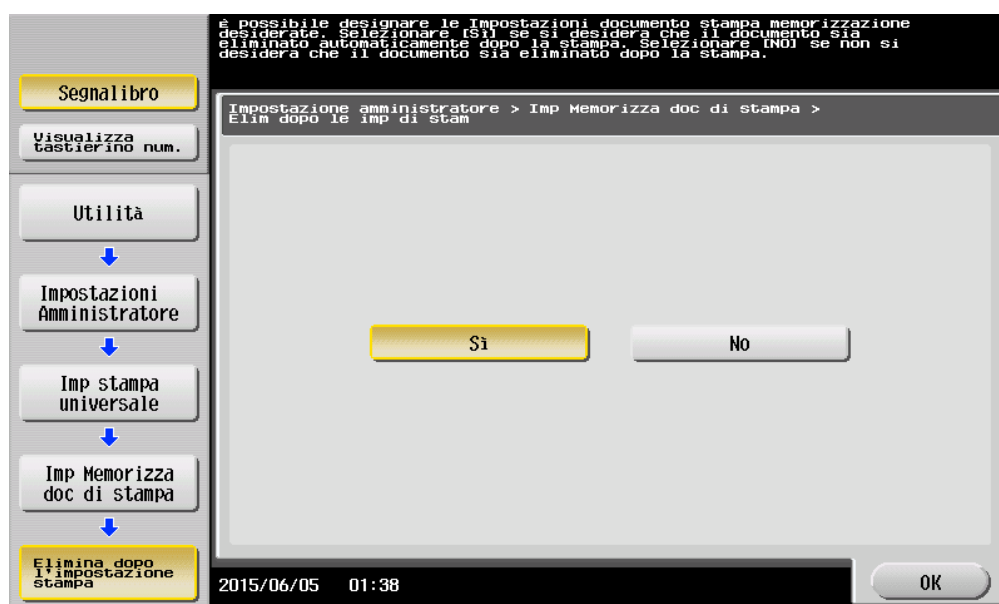 è possibile designare le Impostazioni documento stampa memorizzazione
desiderate. Selezionare [Sì] se si desidera che il documento sia
eliminato automaticamente dopo la stampa. Selezionare [NO] se non si
desidera che il documento sia eliminato dopo la stampa.
Segnalibro
Visualizza
tastierino num.
Impostazione amministratore > Imp Memorizza doc di stampa >
Elim dopo le imp di stam
Utilità
Impostazioni
Amministratore
Imp stampa
universale
Imp Memorizza
doc di stampa
Elimina dopo
l'impostazione
stampa
Sì
No
2015/06/05 01:38
OK